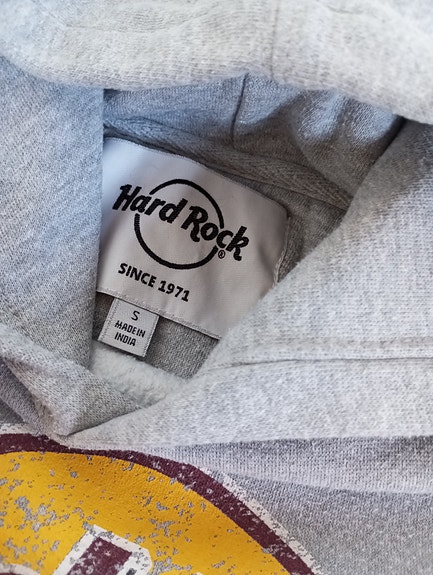 Hard Rock®
SINCE 1971
S
MADE IN
INDIA